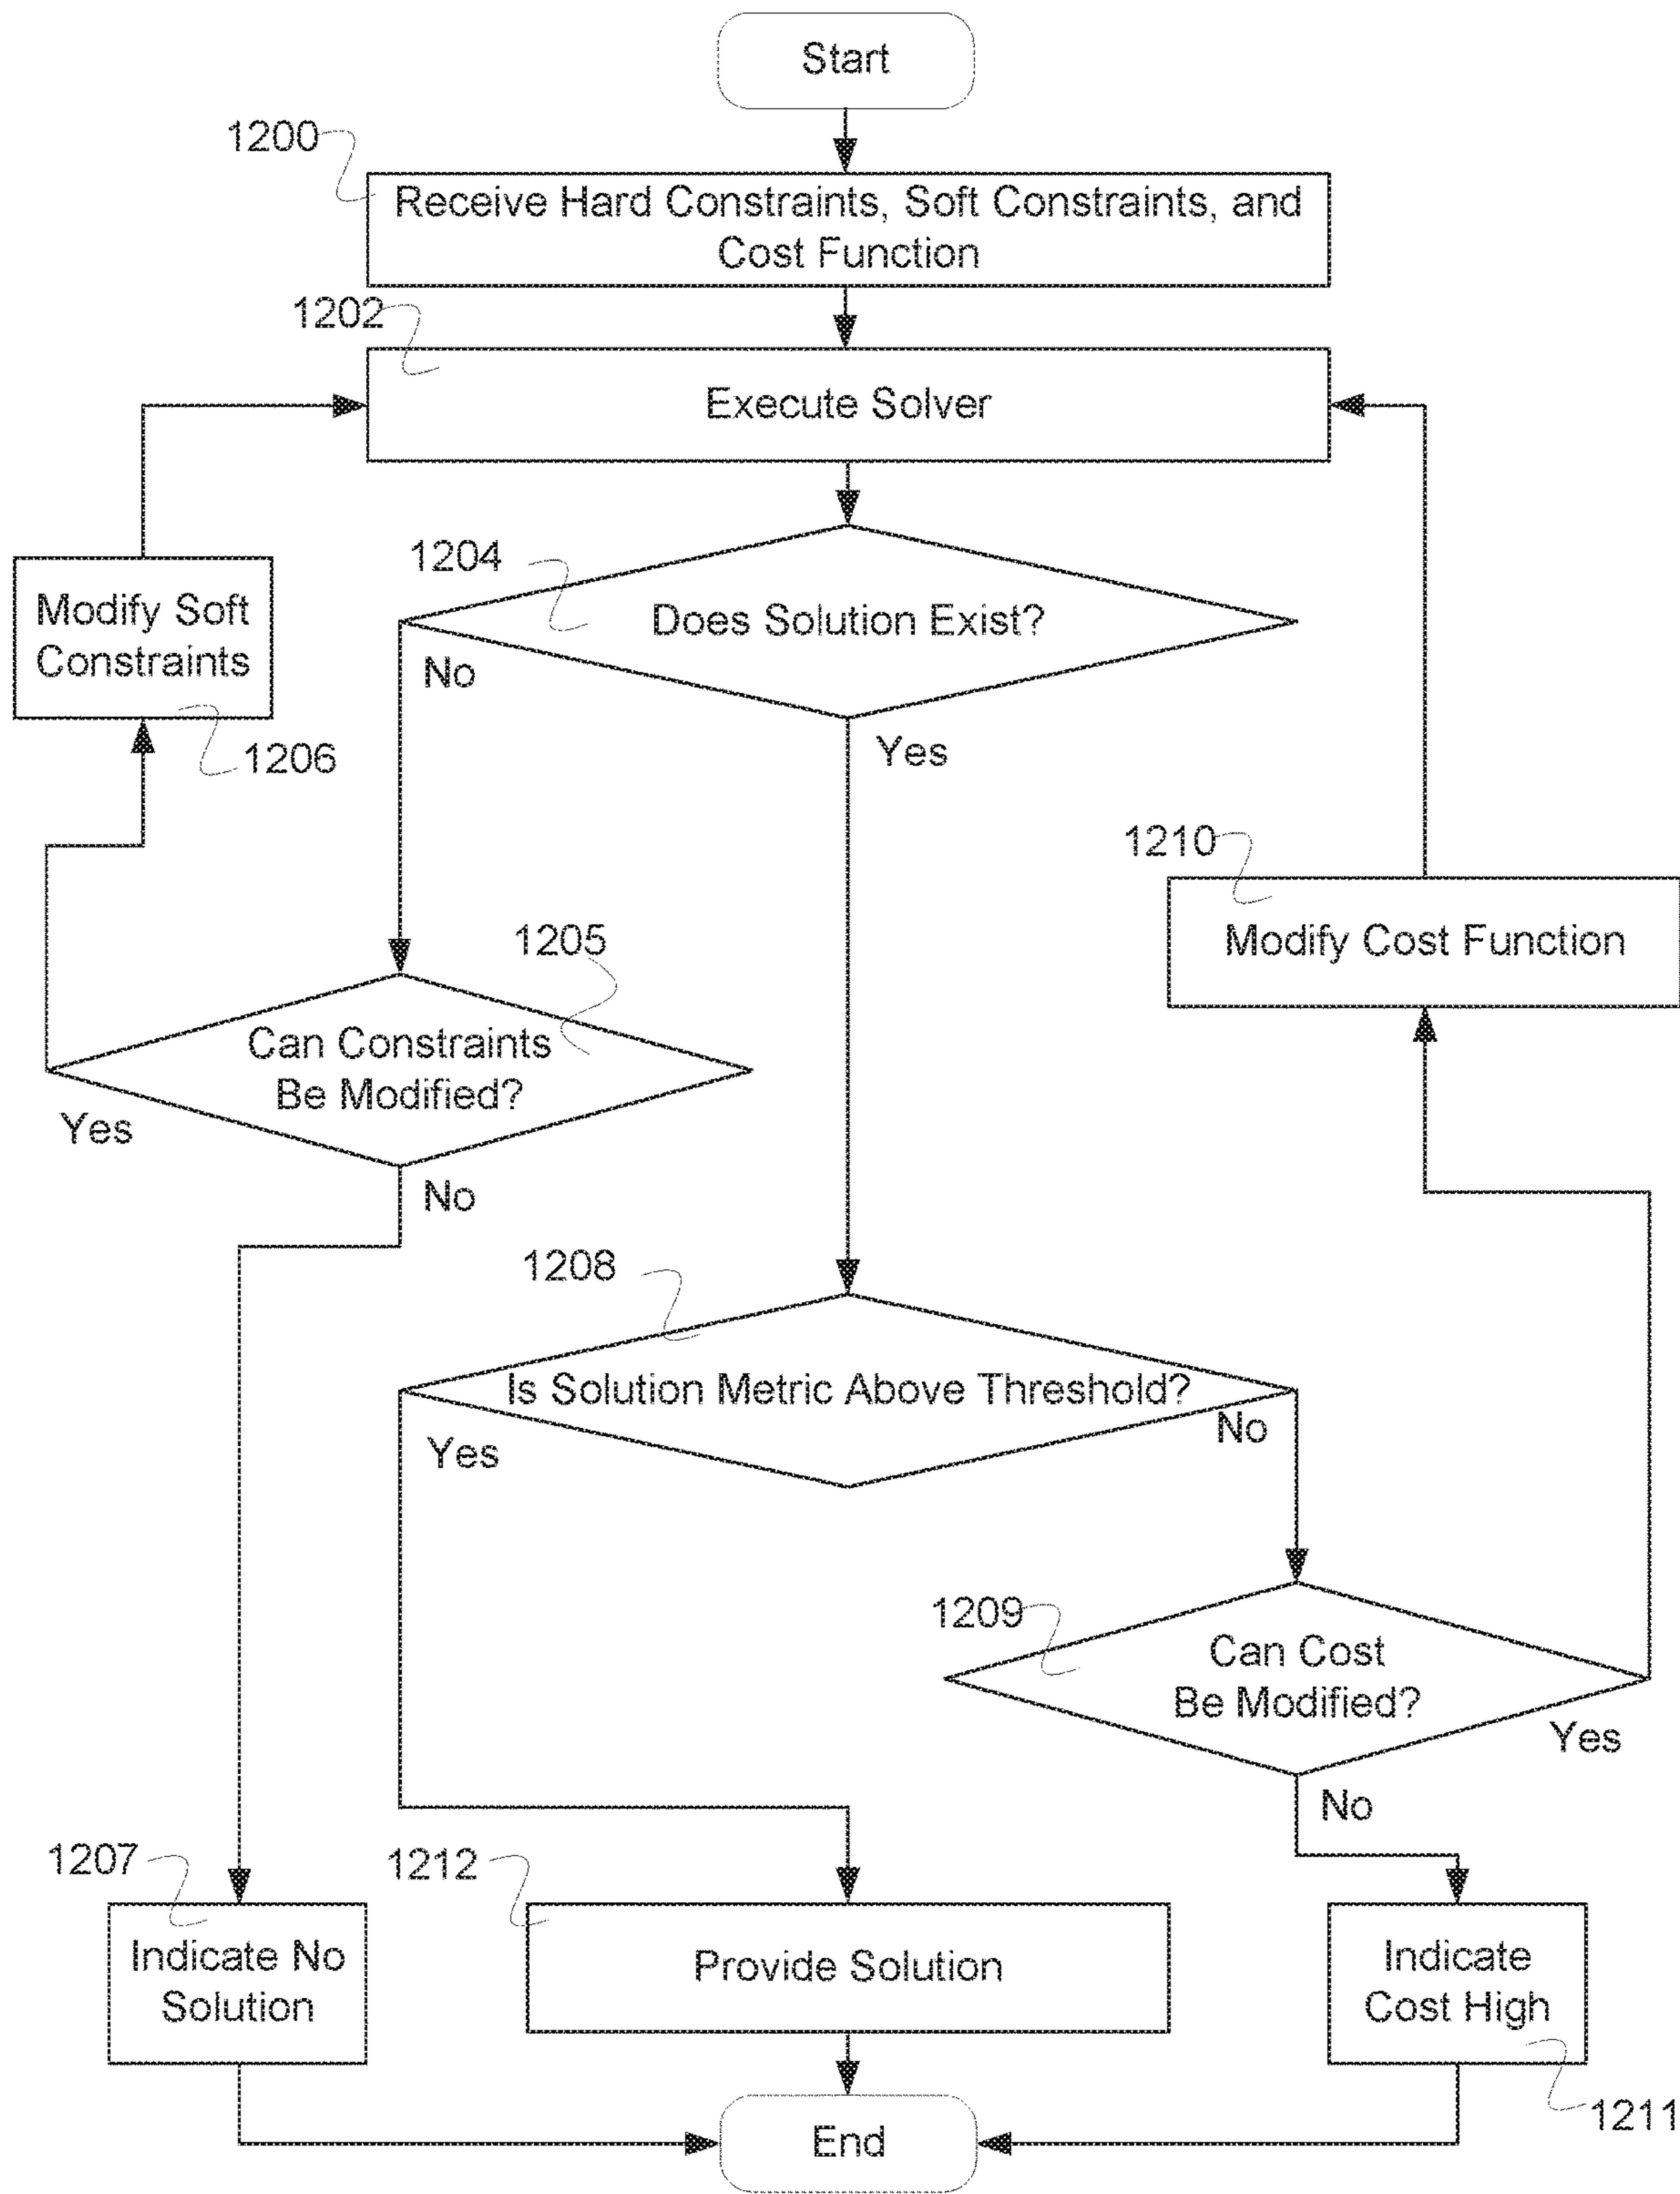 Start
1200
Receive Hard Constraints, Soft Constraints, and
Cost Function
1202
Execute Solver
1204
Does Solution Exist?
Modify Soft
Constraints
No
Yes
1206
1210
Modify Cost Function
1205
Can Constraints
Be Modified?
Yes
No
1208
Is Solution Metric Above Threshold?
Yes
No
1209
Can Cost
Be Modified?
Yes
No
1207
1212
Indicate No
Solution
Provide Solution
Indicate
Cost High
1211
End